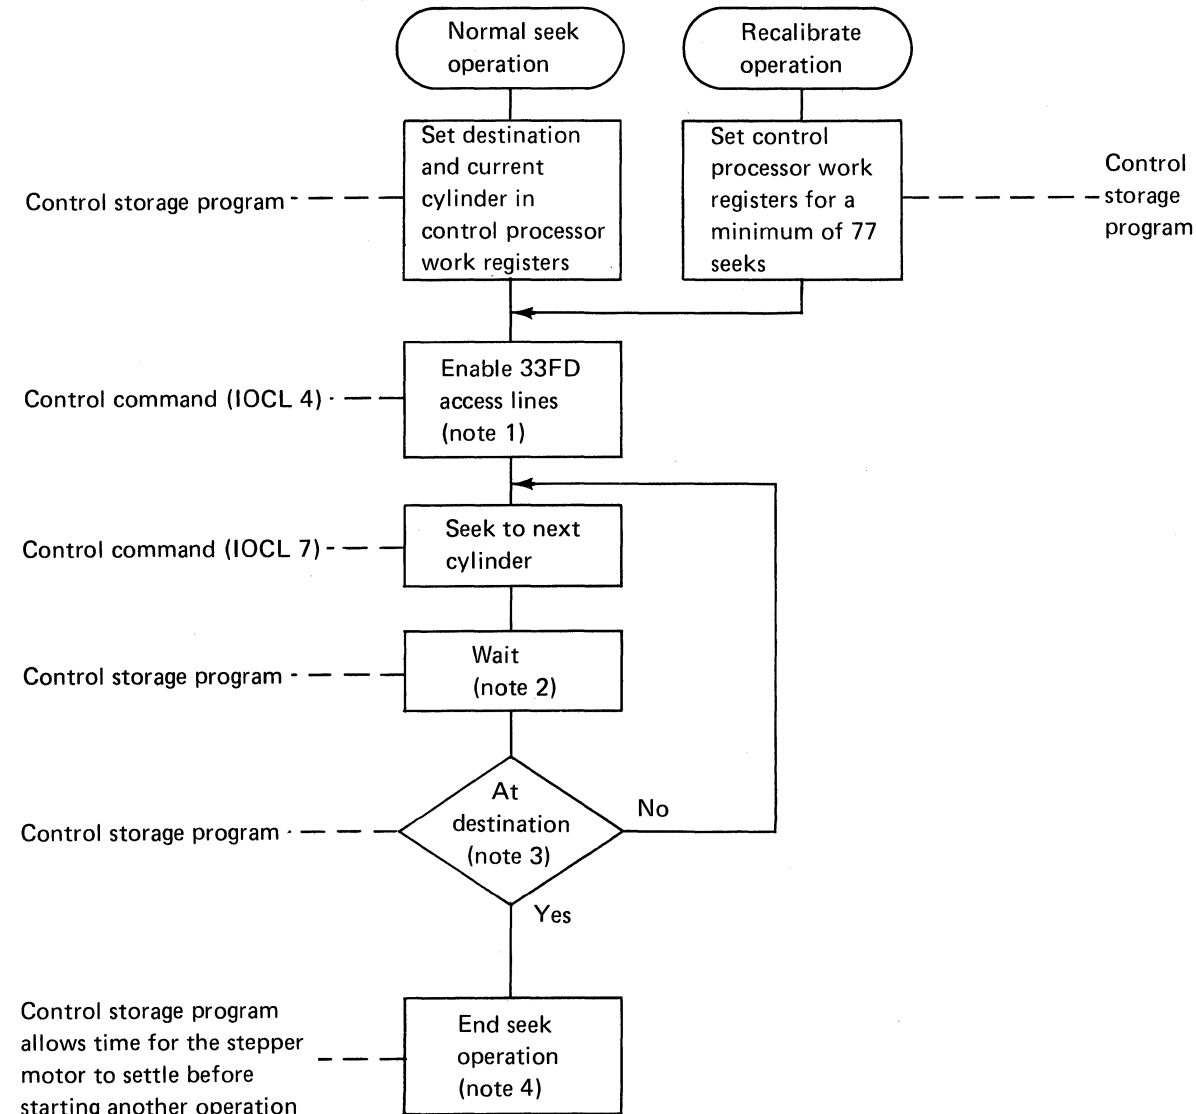 Normal seek
operation
Recalibrate
operation
Set destination
and current
cylinder in
control processor
work registers
Set control
processor work
registers for a
minimum of 77
seeks
Control storage program
Control
storage
program
Enable 33FD
access lines
(note 1)
Control command (IOCL 4)
Seek to next
cylinder
Control command (IOCL 7)
Wait
(note 2)
Control storage program
At
destination
(note 3)
No
Control storage program
Yes
Control storage program
allows time for the stepper
motor to settle before
starting another operation
End seek
operation
(note 4)